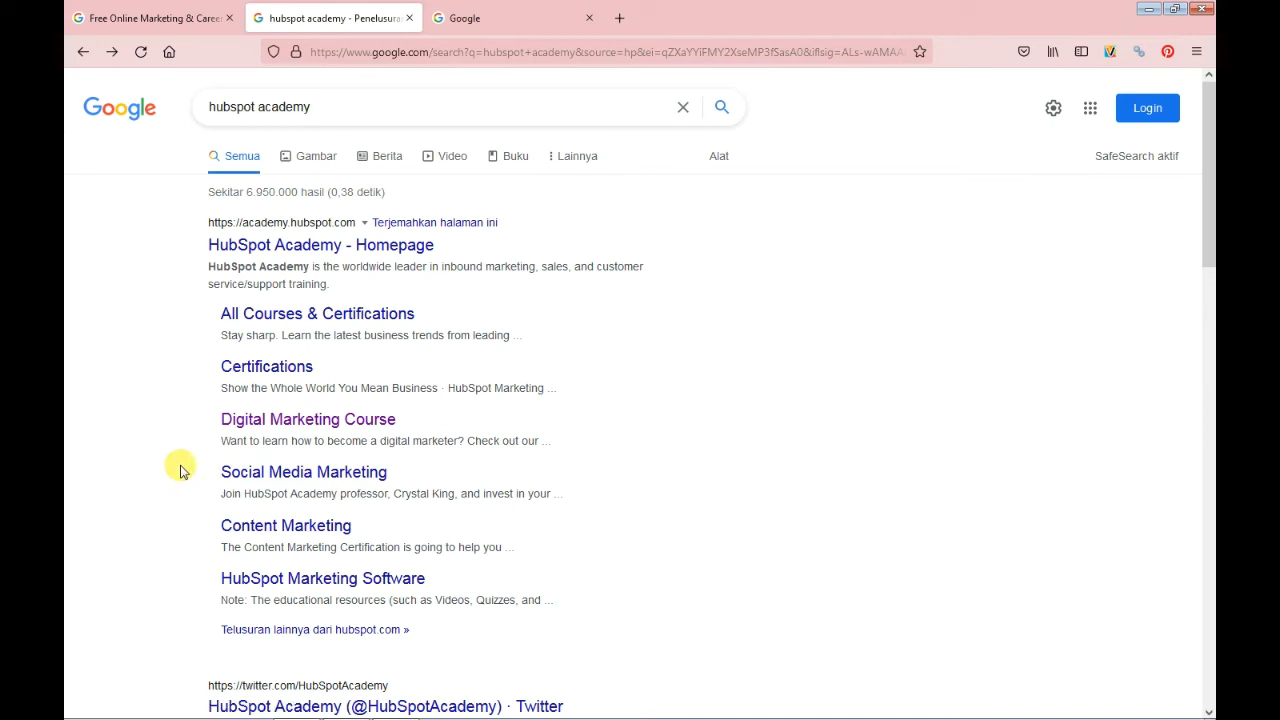 Free Online Marketing & Career
hubspot academy - Penelusura
Google
https://www.google.com/search?q=hubspot+academy&source=hp&ei=qZXaYYiFMY2XseMP3fSasA0&iflsig=ALs-wAMAA
Google
hubspot academy
Login
Semua
Gambar
Berita
Video
Buku
Lainnya
Alat
SafeSearch aktif
Sekitar 6.950.000 hasil (0,38 detik)
https://academy.hubspot.com Terjemahkan halaman ini
HubSpot Academy - Homepage
HubSpot Academy is the worldwide leader in inbound marketing, sales, and customer
service/support training.
All Courses & Certifications
Stay sharp. Learn the latest business trends from leading ...
Certifications
Show the Whole World You Mean Business · HubSpot Marketing ...
Digital Marketing Course
Want to learn how to become a digital marketer? Check out our ...
Social Media Marketing
Join HubSpot Academy professor, Crystal King, and invest in your ...
Content Marketing
The Content Marketing Certification is going to help you ...
HubSpot Marketing Software
Note: The educational resources (such as Videos, Quizzes, and ...
Telusuran lainnya dari hubspot.com »
https://twitter.com/HubSpotAcademy
HubSpot Academy (@HubSpotAcademy) · Twitter